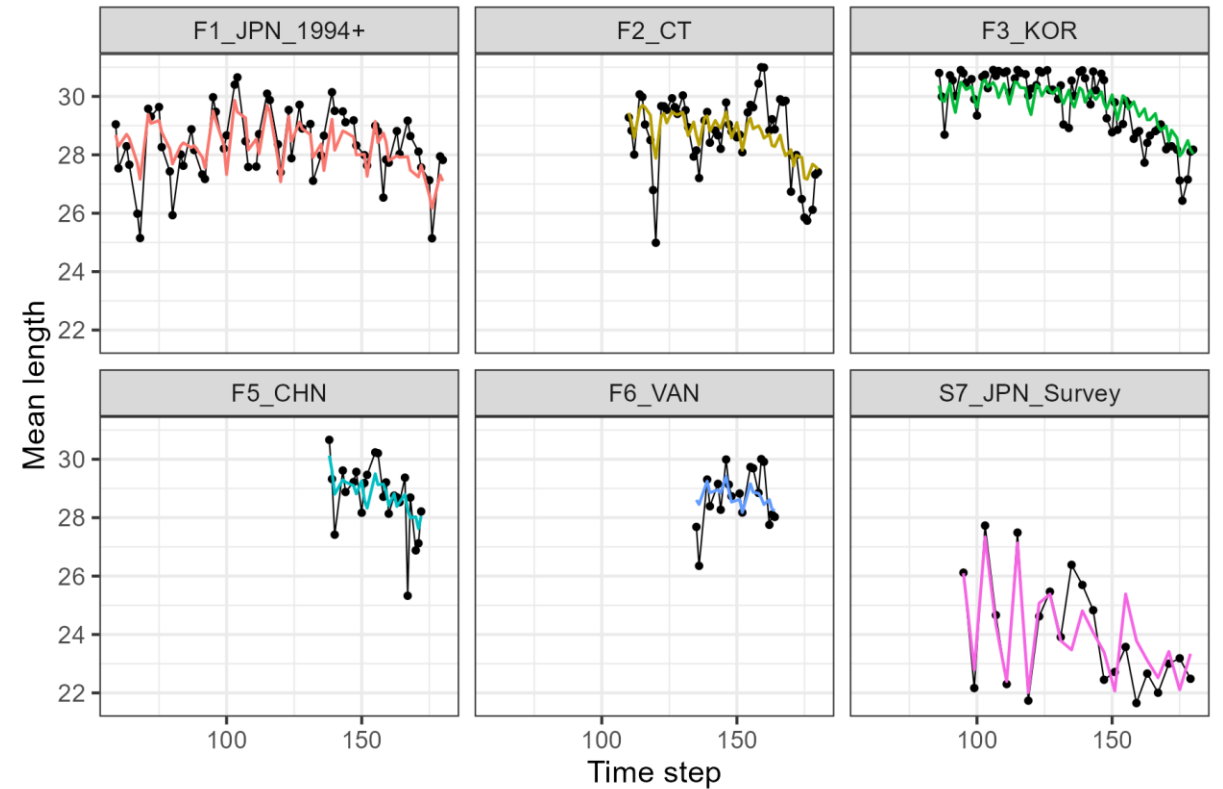 F1_JPN_1994+ F2_CT F3_KOR
30
28
26
24
22
F5_CHN F6_VAN S7_JPN_Survey
30
28
26
24
22
100 150 100 150 100 150
Mean length
Time step